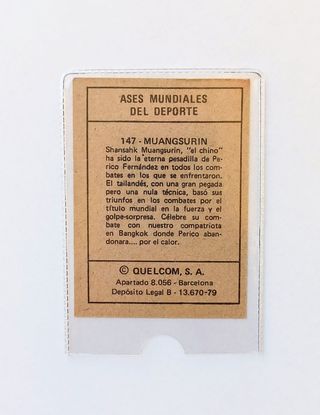 ASES MUNDIALES
DEL DEPORTE
147 - MUANGSURIN
Shansahk Muangsurin, "el chino"
ha sido la eterna pesadilla de Pe-
rico Fernández en todos los com-
bates en los que se enfrentaron.
El tailandés, con una gran pegada
pero una nula técnica, basó sus
triunfos en los combates por el
título mundial en la fuerza y el
golpe-sorpresa. Célebre su com-
bate con nuestro compatriota
en Bangkok donde Perico aban-
donara.... por el calor.
© QUELCOM, S. A.
Apartado 8.056 - Barcelona
Depósito Legal B - 13.670-79